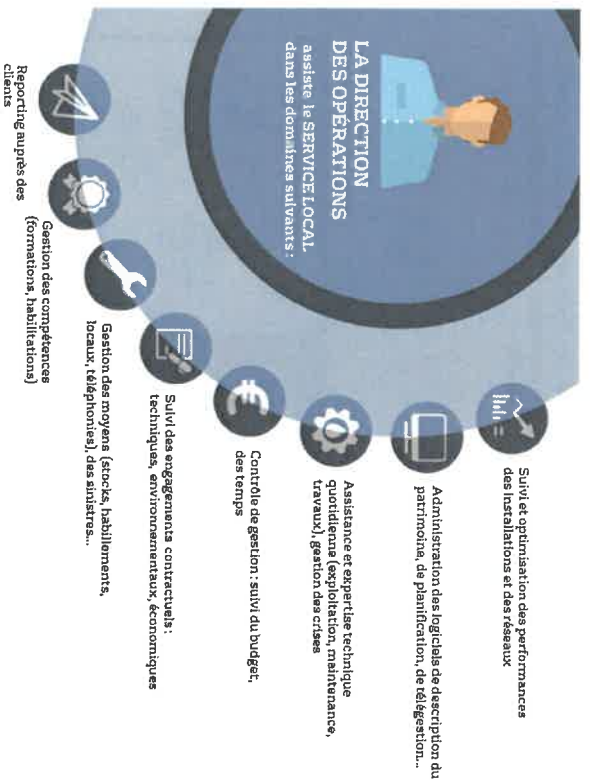 LA DIRECTION
DES OPÉRATIONS
assiste le SERVICE LOCAL
dans les domaines suivants :
Suivi et optimisation des performances
des installations et des réseaux
Administration des logiciels de description du
patrimoine, de planification, de télégestion...
Assistance et expertise technique
quotidienne (exploitation, maintenance,
travaux), gestion des crises
Contrôle de gestion : suivi du budget,
des temps
Suivi des engagements contractuels :
techniques, environnementaux, économiques
Gestion des moyens (stocks, habillements,
locaux, téléphonies), des sinistres...
Gestion des compétences
(formations, habilitations)
Reporting auprès des
clients